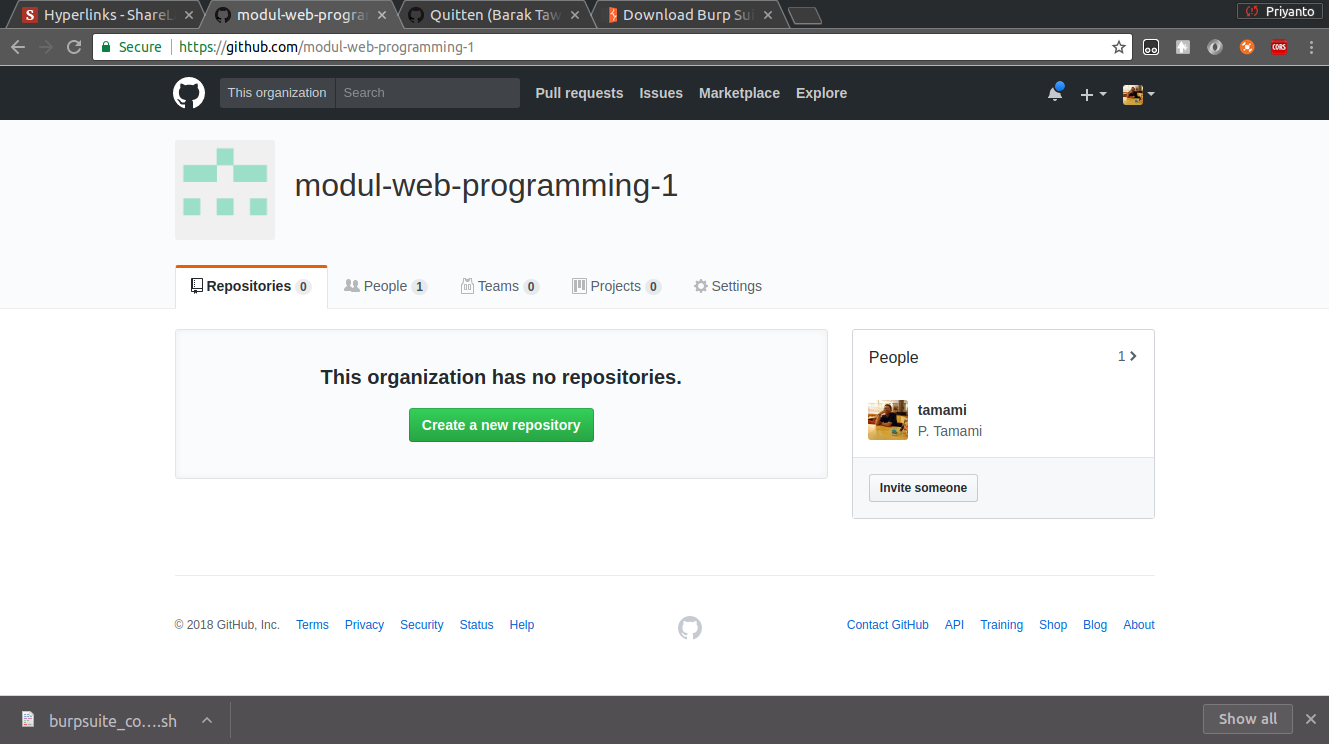 S Hyperlinks - ShareL modul-web-progra Quitten (Barak Taw Download Burp Sui Priyanto
Secure https://github.com/modul-web-programming-1 CORS
This organization Search Pull requests Issues Marketplace Explore
modul-web-programming-1
Repositories 0 People 1 Teams 0 Projects 0 Settings
This organization has no repositories.
Create a new repository
People 1
tamami
P. Tamami
Invite someone
© 2018 GitHub, Inc. Terms Privacy Security Status Help Contact GitHub API Training Shop Blog About
burpsuite_co....sh Show all